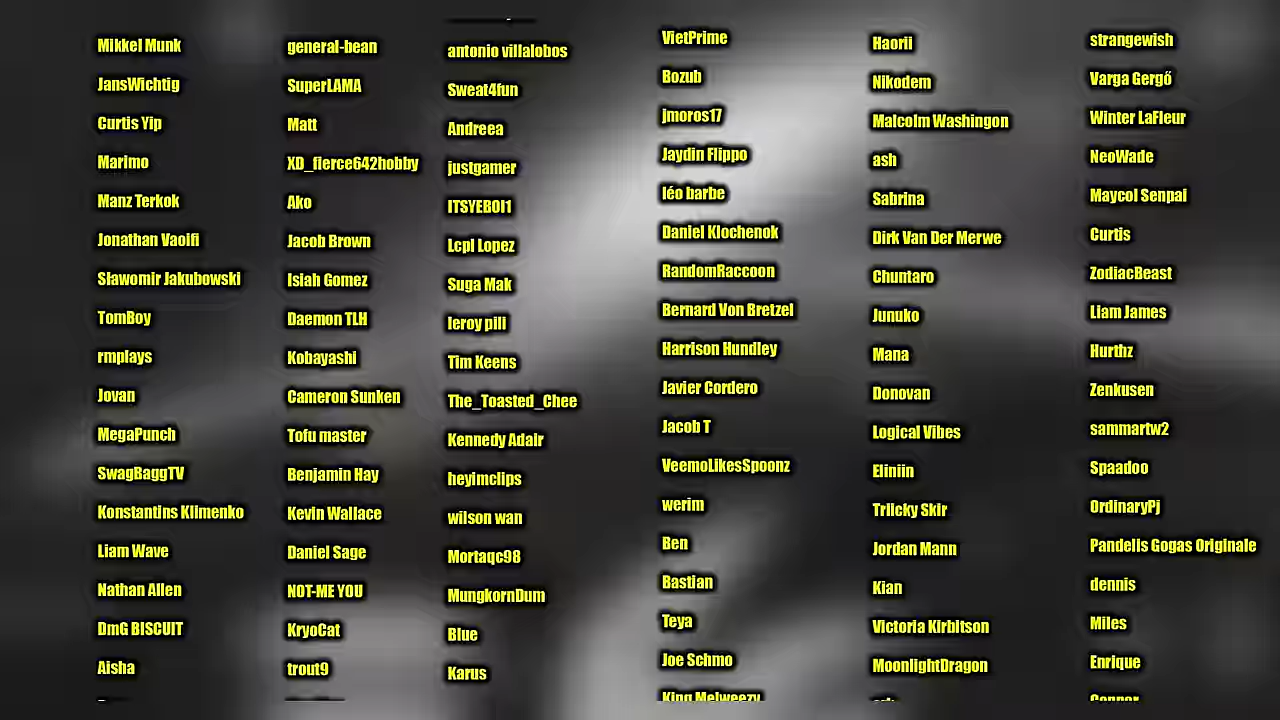 Mikkel Munk
JansWichtig
Curtis Yip
Marimo
Manz Terkok
Jonathan Vaoifi
Sławomir Jakubowski
TomBoy
rmplays
Jovan
MegaPunch
SwagBaggTV
Konstantins Klimenko
Liam Wave
Nathan Allen
DmG BISCUIT
Aisha
general-bean
SuperLAMA
Matt
XD_fierce642hobby
Ako
Jacob Brown
Isiah Gomez
Daemon TLH
Kobayashi
Cameron Sunken
Tofu master
Benjamin Hay
Kevin Wallace
Daniel Sage
NOT-ME YOU
KryoCat
trout9
antonio villalobos
Sweat4fun
Andreea
justgamer
ITSYEBOI1
Lcpl Lopez
Suga Mak
leroy pili
Tim Keens
The_Toasted_Chee
Kennedy Adair
heyimclips
wilson wan
Mortaqc98
MungkornDum
Blue
Karus
VietPrime
Bozub
jmoros17
Jaydin Flippo
léo barbe
Daniel Klochenok
RandomRaccoon
Bernard Von Bretzel
Harrison Hundley
Javier Cordero
Jacob T
VeemoLikesSpoonz
werim
Ben
Bastian
Teya
Joe Schmo
King Melweezy
Haorii
Nikodem
Malcolm Washingon
ash
Sabrina
Dirk Van Der Merwe
Chuntaro
Junuko
Mana
Donovan
Logical Vibes
Eliniin
Triicky Skir
Jordan Mann
Kian
Victoria Kirbitson
MoonlightDragon
strangewish
Varga Gergő
Winter LaFleur
NeoWade
Maycol Senpai
Curtis
ZodiacBeast
Liam James
Hurthz
Zenkusen
sammartw2
Spaadoo
OrdinaryPj
Pandelis Gogas Originale
dennis
Miles
Enrique
Connor